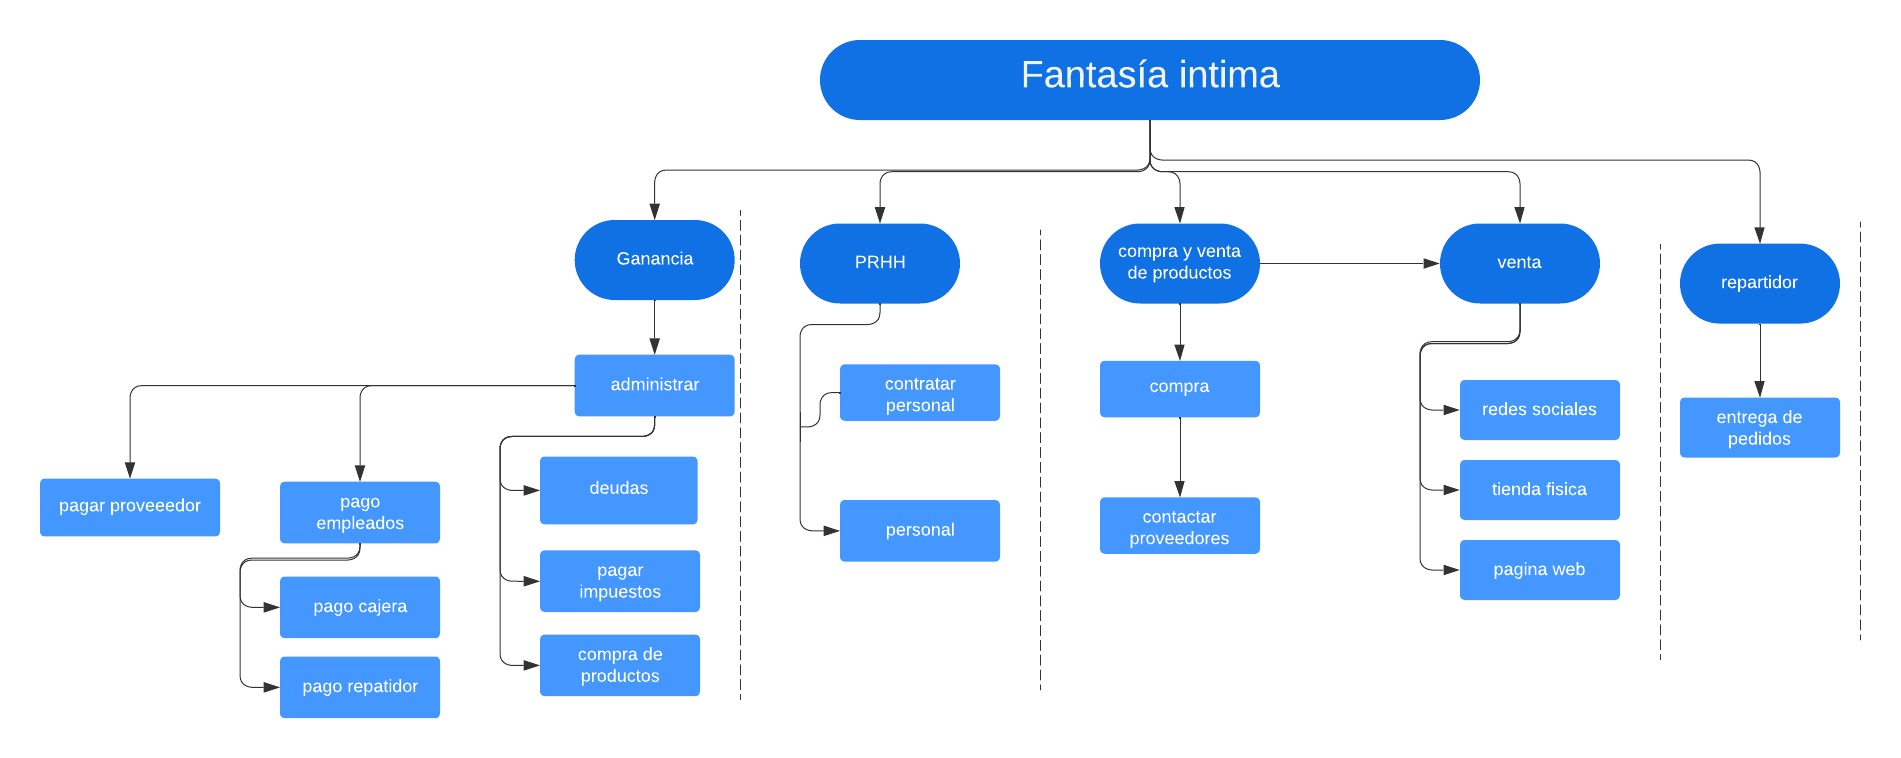 Fantasía intima
Ganancia
PRHH
compra y venta
de productos
venta
repartidor
administrar
contratar
personal
compra
redes sociales
entrega de
pedidos
pagar proveeedor
pago
empleados
deudas
personal
contactar
proveedores
tienda fisica
pagar
impuestos
pagina web
pago cajera
compra de
productos
pago repatidor